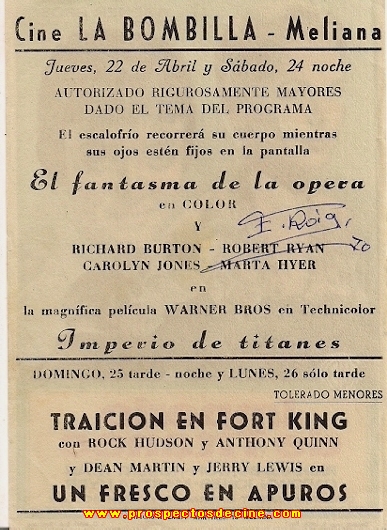 Cine LA BOMBILLA - Meliana
Jueves, 22 de Abril y Sábado, 24 noche
AUTORIZADO RIGUROSAMENTE MAYORES
DADO EL TEMA DEL PROGRAMA
El escalofrío recorrerá su cuerpo mientras
sus ojos estén fijos en la pantalla
El fantasma de la opera
en COLOR
Y
E. Roig.
70
RICHARD BURTON - ROBERT RYAN
CAROLYN JONES - MARTA HYER
en
la magnífica película WARNER BROS en Technicolor
Imperio de titanes
DOMINGO, 25 tarde - noche y LUNES, 26 sólo tarde
TOLERADO MENORES
TRAICION EN FORT KING
con ROCK HUDSON y ANTHONY QUINN
y DEAN MARTIN y JERRY LEWIS en
UN FRESCO EN APUROS
www.prospectosdecine.com